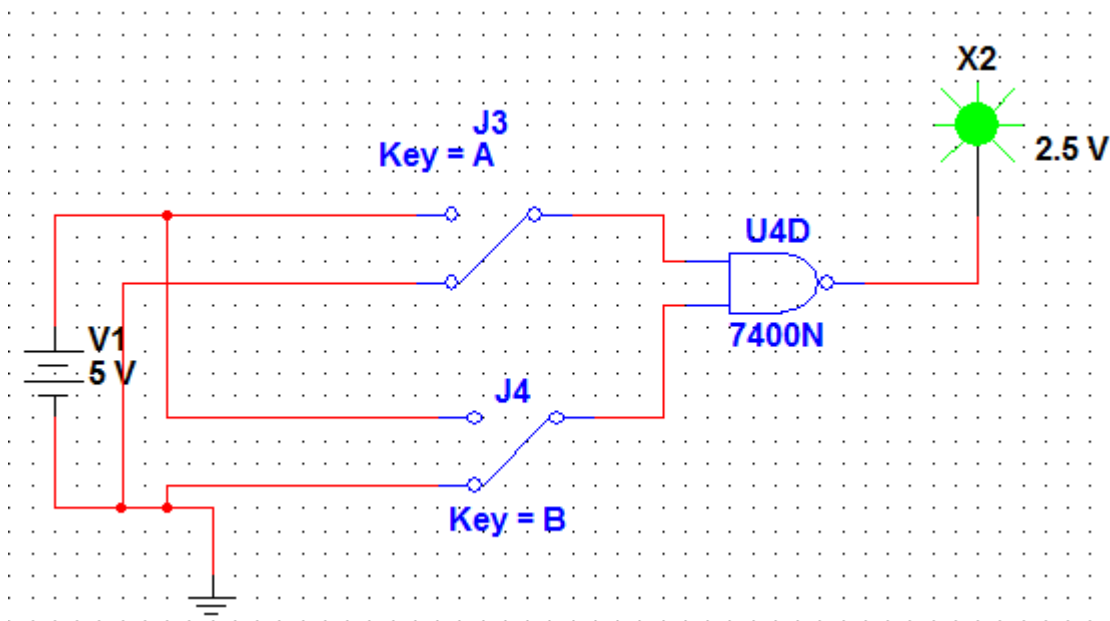 X2
2.5 V
J3
Key = A
U4D
7400N
V1
5 V
J4
Key = B